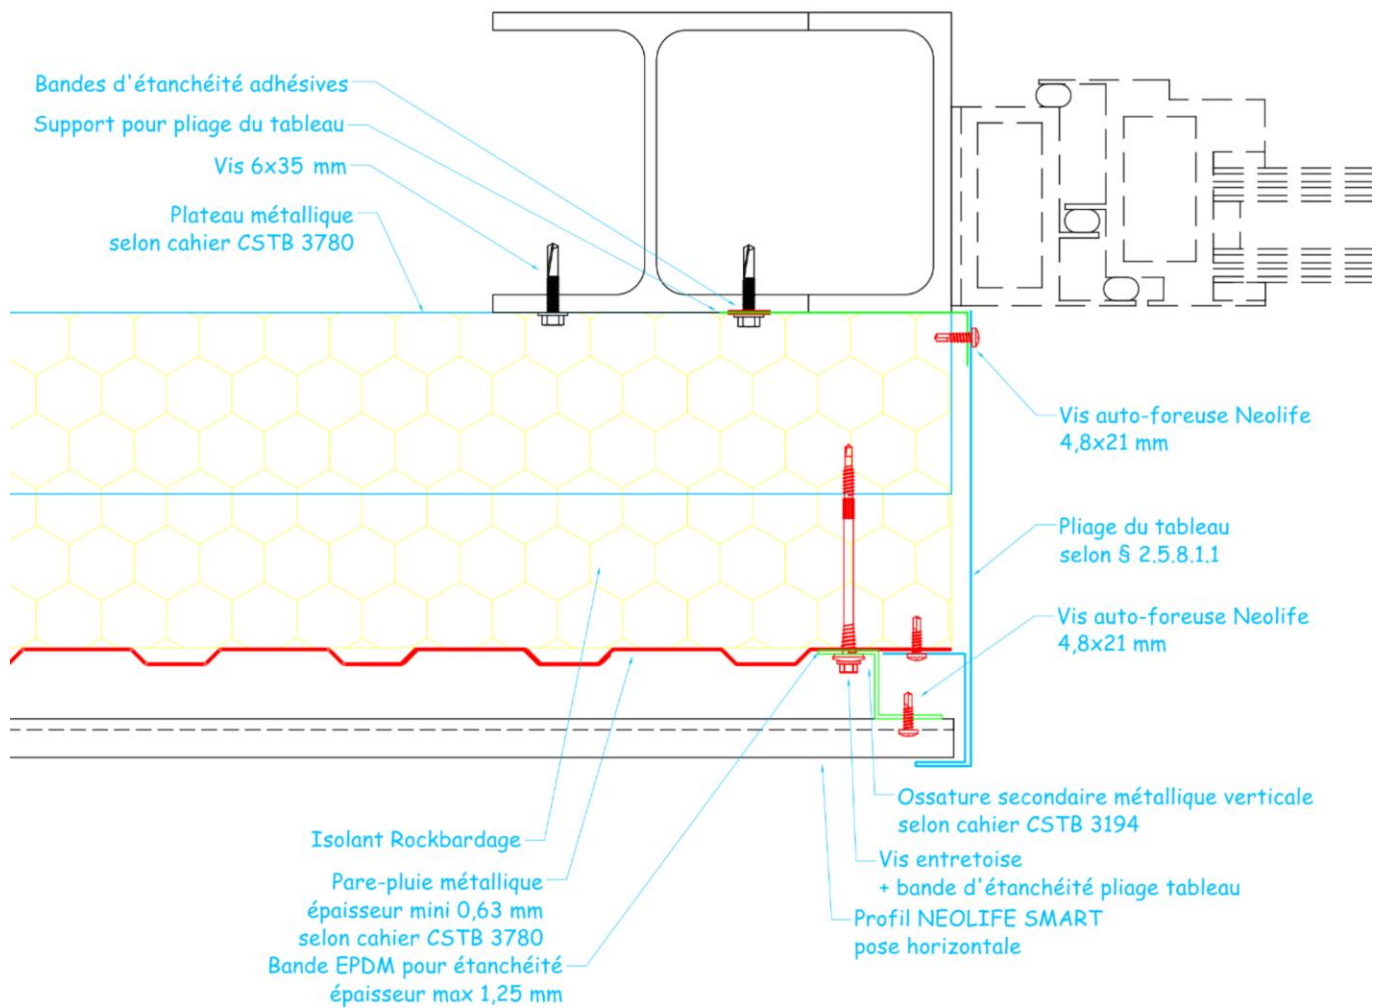 Bandes d'étanchéité adhésives
Support pour pliage du tableau
Vis 6x35 mm
Plateau métallique
selon cahier CSTB 3780
Vis auto-foreuse Neolife
4,8x21 mm
Pliage du tableau
selon § 2.5.8.1.1
Vis auto-foreuse Neolife
4,8x21 mm
Ossature secondaire métallique verticale
selon cahier CSTB 3194
Vis entretoise
+ bande d'étanchéité pliage tableau
Profil NEOLIFE SMART
pose horizontale
Isolant Rockbardage
Pare-pluie métallique
épaisseur mini 0,63 mm
selon cahier CSTB 3780
Bande EPDM pour étanchéité
épaisseur max 1,25 mm